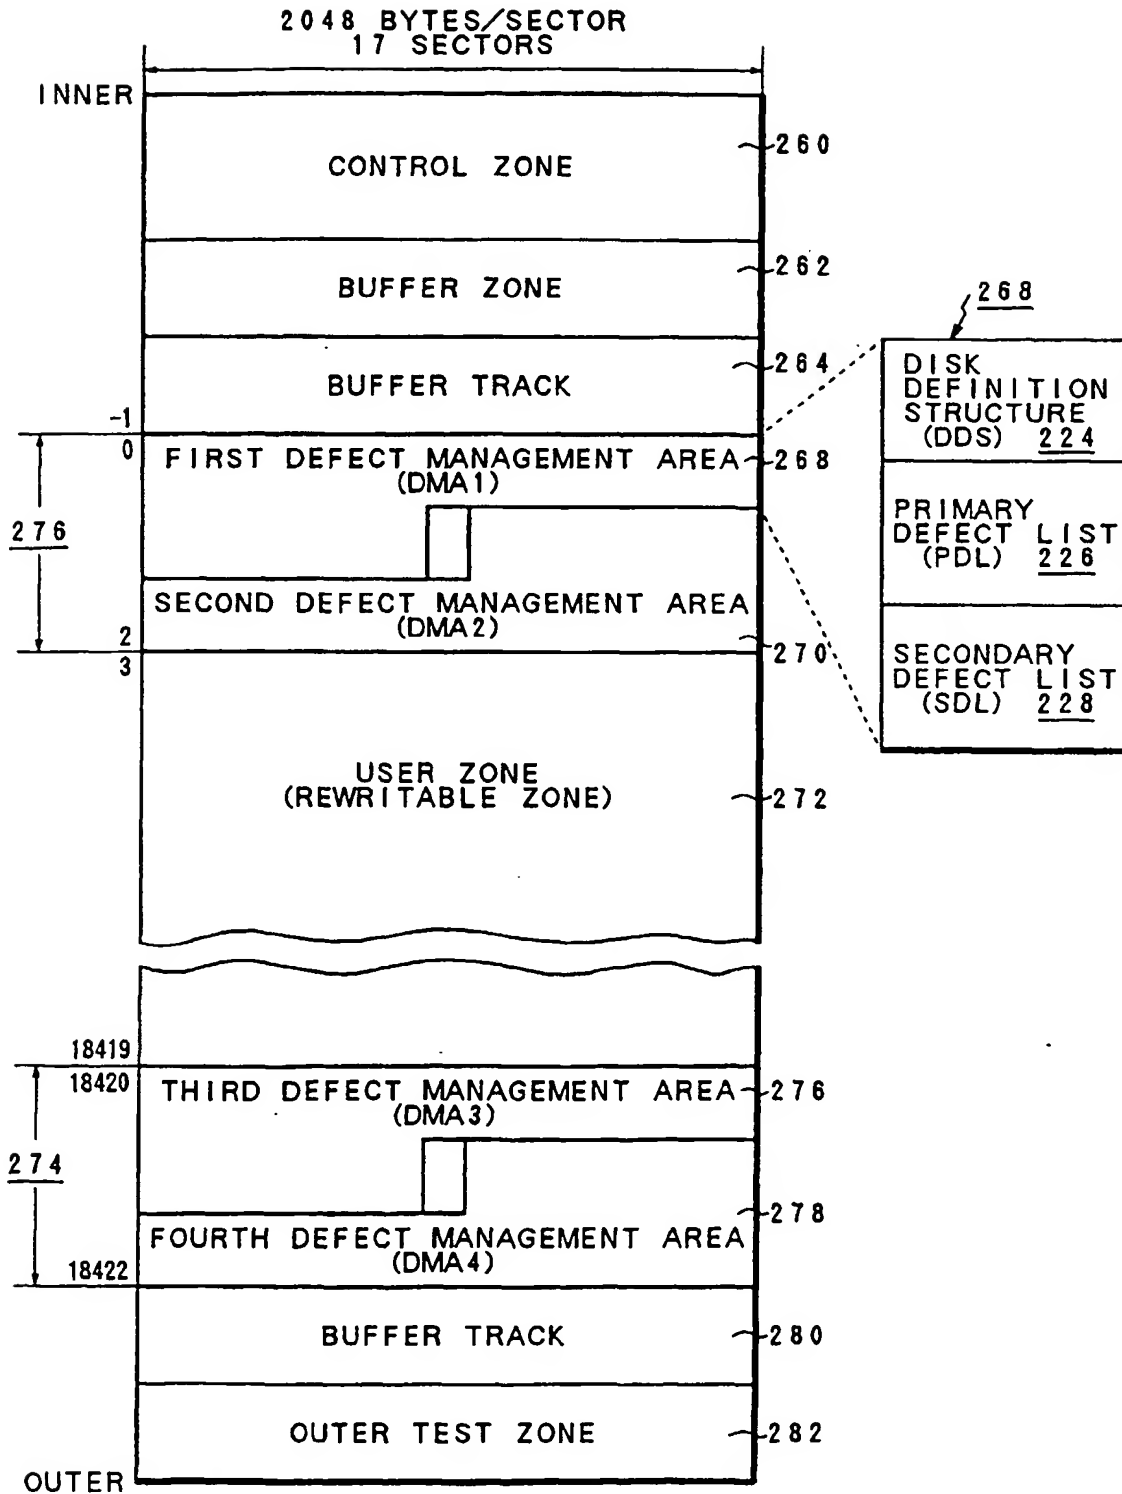 2048 BYTES/SECTOR
17 SECTORS
INNER
CONTROL ZONE
260
BUFFER ZONE
262
BUFFER TRACK
264
-1
0
FIRST DEFECT MANAGEMENT AREA
(DMA1)
268
276
SECOND DEFECT MANAGEMENT AREA
(DMA2)
270
2
3
268
DISK
DEFINITION
STRUCTURE
(DDS) 224
PRIMARY
DEFECT LIST
(PDL) 226
SECONDARY
DEFECT LIST
(SDL) 228
USER ZONE
(REWRITABLE ZONE)
272
18419
18420
THIRD DEFECT MANAGEMENT AREA
(DMA3)
276
274
FOURTH DEFECT MANAGEMENT AREA
(DMA4)
278
18422
BUFFER TRACK
280
OUTER TEST ZONE
282
OUTER